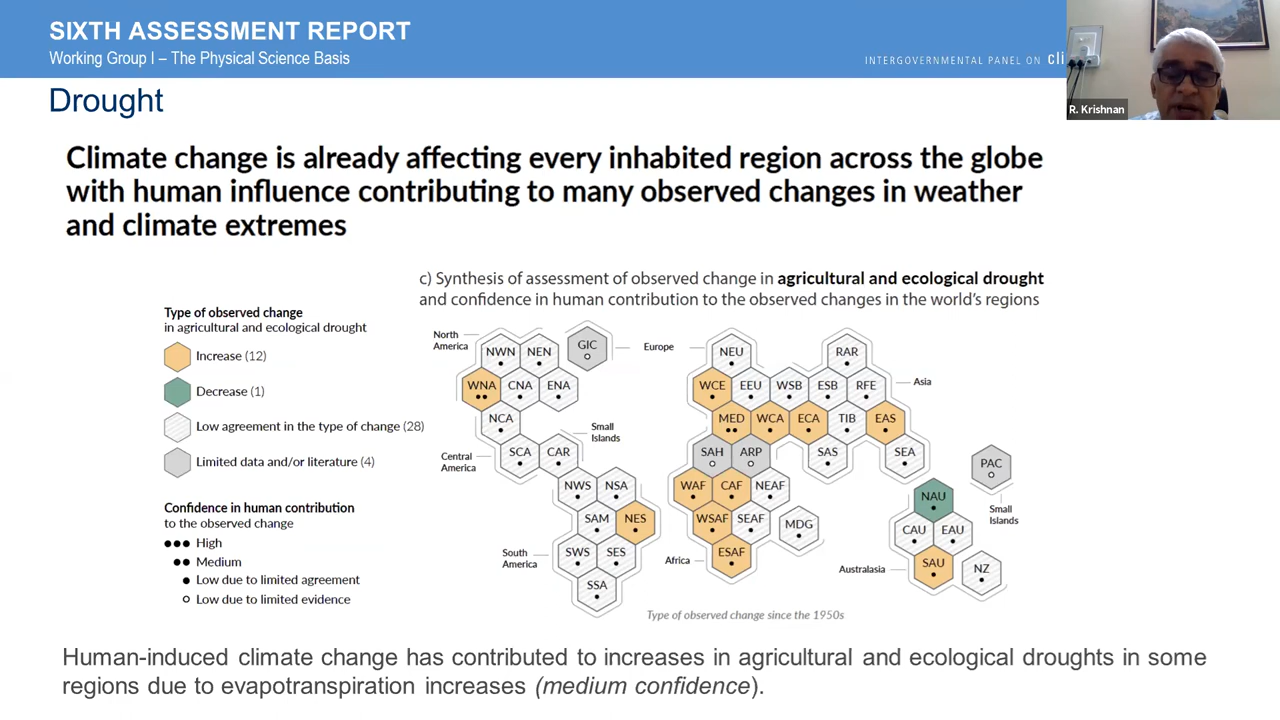 SIXTH ASSESSMENT REPORT
Working Group I – The Physical Science Basis
INTERGOVERNMENTAL PANEL ON cli
R. Krishnan
Drought
Climate change is already affecting every inhabited region across the globe
with human influence contributing to many observed changes in weather
and climate extremes
c) Synthesis of assessment of observed change in agricultural and ecological drought
and confidence in human contribution to the observed changes in the world's regions
Type of observed change
in agricultural and ecological drought
Increase (12)
Decrease (1)
Low agreement in the type of change (28)
Limited data and/or literature (4)
Confidence in human contribution
to the observed change
●●● High
●● Medium
● Low due to limited agreement
○ Low due to limited evidence
North
America
NWN NEN GIC
WNA CNA ENA
NCA
Small
Islands
Central
America
SCA CAR
NWS NSA
SAM NES
South
America
SWS SES
SSA
Europe
NEU RAR
WCE EEU WSB ESB RFE
Asia
MED WCA ECA TIB EAS
SAH ARP SAS SEA
WAF CAF NEAF
WSAF SEAF MDG
Africa
ESAF
PAC
Small
Islands
NAU
CAU EAU
Australasia
SAU NZ
Type of observed change since the 1950s
Human-induced climate change has contributed to increases in agricultural and ecological droughts in some
regions due to evapotranspiration increases (medium confidence).